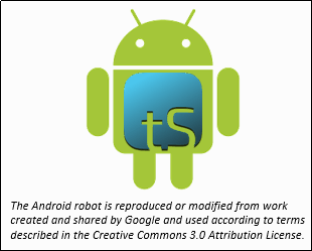 tS
The Android robot is reproduced or modified from work
created and shared by Google and used according to terms
described in the Creative Commons 3.0 Attribution License.